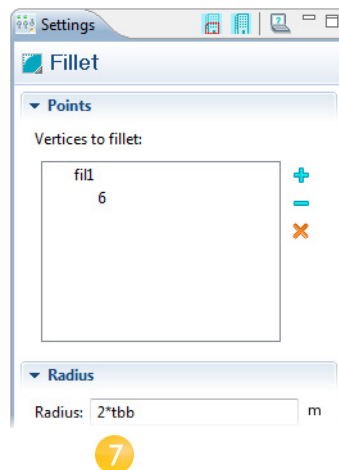 Settings
Fillet
Points
Vertices to fillet:
fil1
6
Radius
Radius: 2*tbb m
7